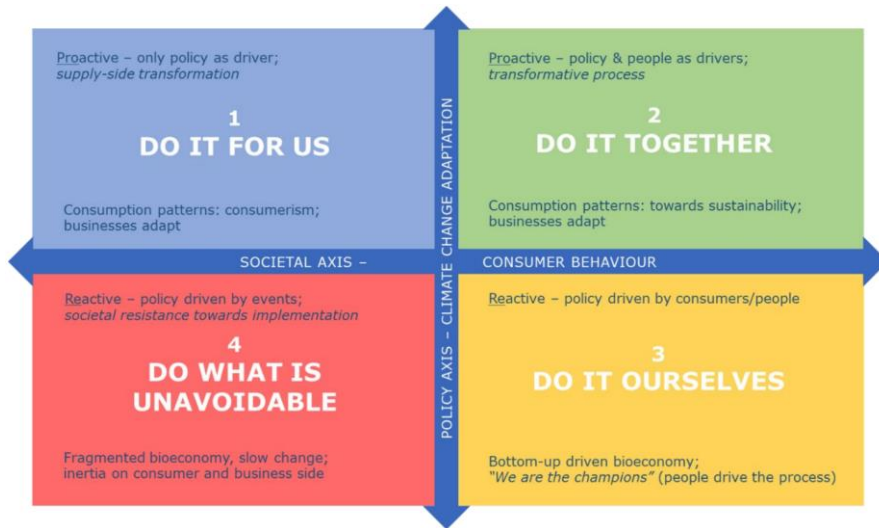 Proactive – only policy as driver;
supply-side transformation
1
DO IT FOR US
Consumption patterns: consumerism;
businesses adapt
Proactive – policy & people as drivers;
transformative process
2
DO IT TOGETHER
Consumption patterns: towards sustainability;
businesses adapt
SOCIETAL AXIS – CONSUMER BEHAVIOUR
POLICY AXIS – CLIMATE CHANGE ADAPTATION
Reactive – policy driven by events;
societal resistance towards implementation
4
DO WHAT IS
UNAVOIDABLE
Fragmented bioeconomy, slow change;
inertia on consumer and business side
Reactive – policy driven by consumers/people
3
DO IT OURSELVES
Bottom-up driven bioeconomy;
"We are the champions" (people drive the process)